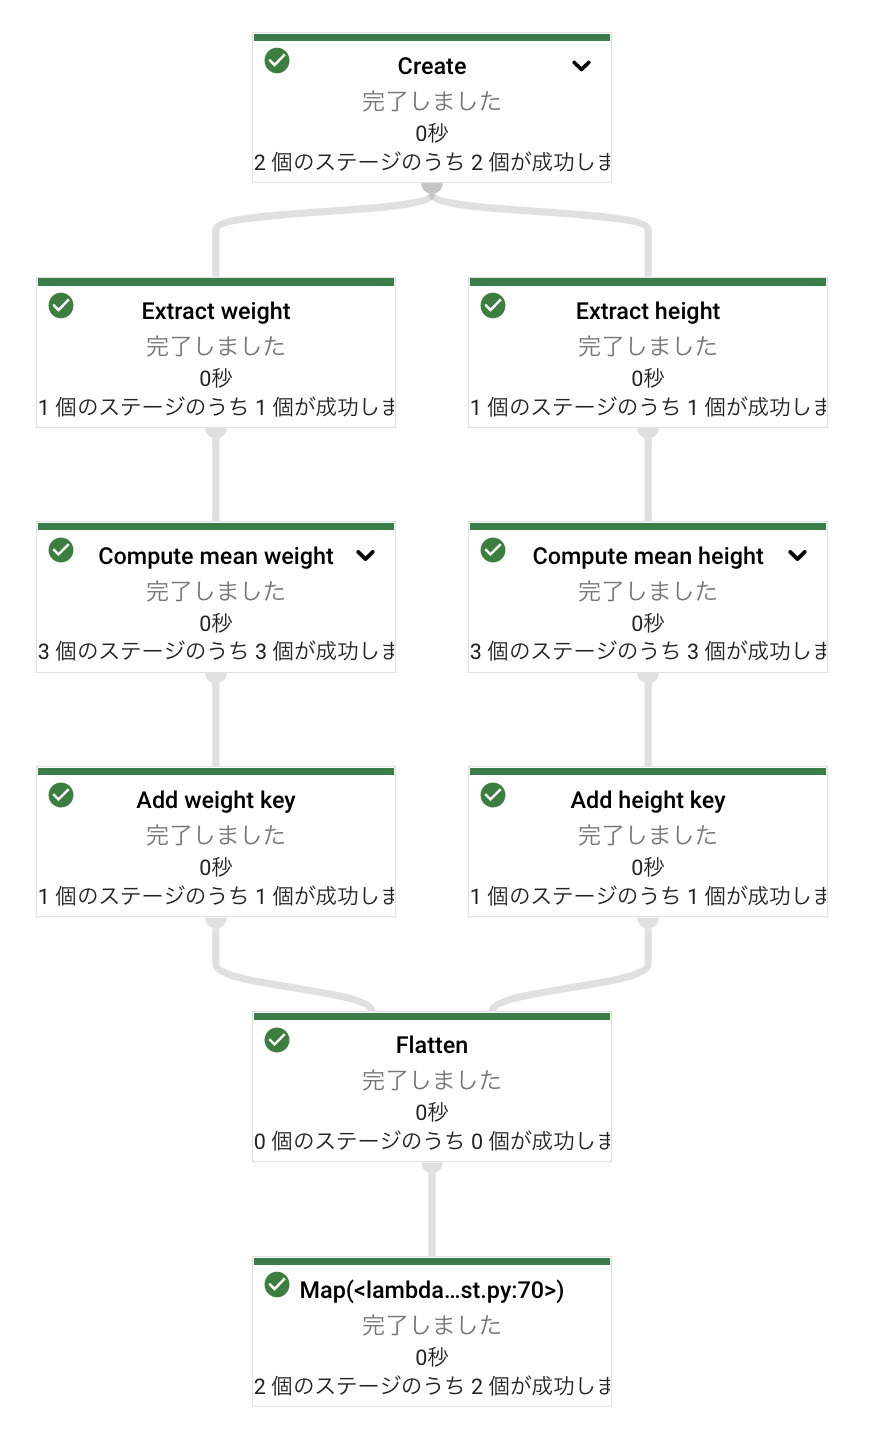 Create
完了しました
0秒
2 個のステージのうち 2 個が成功しま
Extract weight
完了しました
0秒
1 個のステージのうち 1 個が成功しま
Extract height
完了しました
0秒
1 個のステージのうち 1 個が成功しま
Compute mean weight
完了しました
0秒
3 個のステージのうち 3 個が成功しま
Compute mean height
完了しました
0秒
3 個のステージのうち 3 個が成功しま
Add weight key
完了しました
0秒
1 個のステージのうち 1 個が成功しま
Add height key
完了しました
0秒
1 個のステージのうち 1 個が成功しま
Flatten
完了しました
0秒
0 個のステージのうち 0 個が成功しま
Map(<lambda...st.py:70>)
完了しました
0秒
2 個のステージのうち 2 個が成功しま